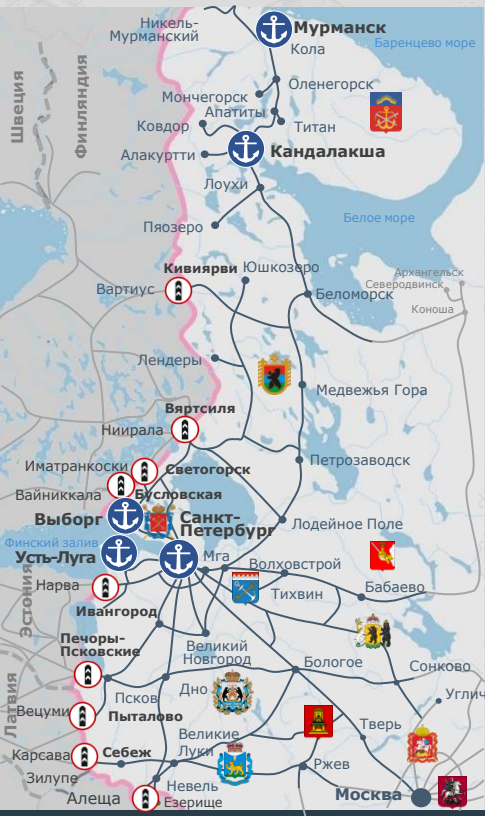 Никель-
Мурманский
Мурманск
Кола
Баренцево море
Швеция
Финляндия
Оленегорск
Мончегорск
Апатиты
Ковдор
Титан
Алакуртти
Кандалакша
Лоухи
Пяозеро
Белое море
Кивиярви
Юшкозеро
Архангельск
Северодвинск
Вартиус
Беломорск
Коноша
Лендеры
Медвежья Гора
Вяртсиля
Ниирала
Иматранкоски
Светогорск
Петрозаводск
Вайниккала
Бусловская
Выборг
Санкт-
Петербург
Лодейное Поле
Финский залив
Усть-Луга
Мга
Волховстрой
Эстония
Нарва
Тихвин
Бабаево
Ивангород
Печоры-
Псковские
Великий
Новгород
Бологое
Сонково
Латвия
Псков
Дно
Углич
Вецуми
Пыталово
Великие
Луки
Тверь
Карсава
Себеж
Зилупе
Ржев
Невель
Алеща
Езерище
Москва